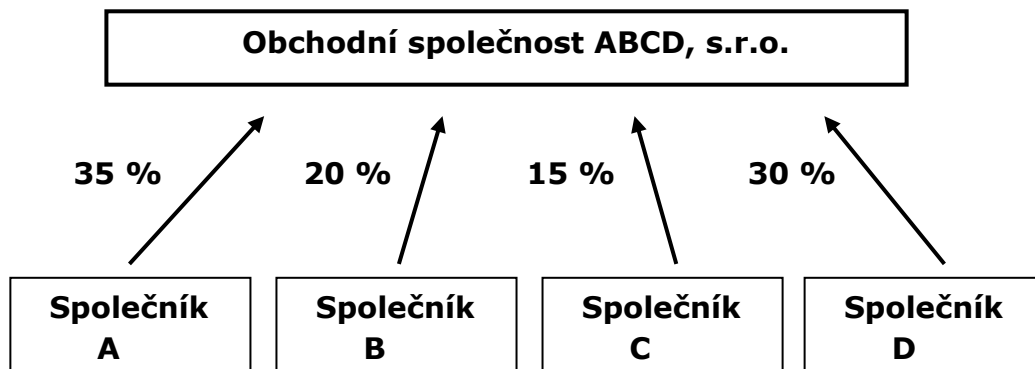 Obchodní společnost ABCD, s.r.o.
35 %
20 %
15 %
30 %
Společník
A
Společník
B
Společník
C
Společník
D